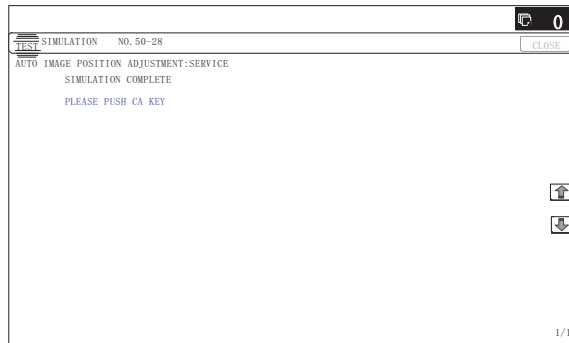 0
TEST SIMULATION NO. 50-28
CLOSE
AUTO IMAGE POSITION ADJUSTMENT:SERVICE
SIMULATION COMPLETE
PLEASE PUSH CA KEY
1/1